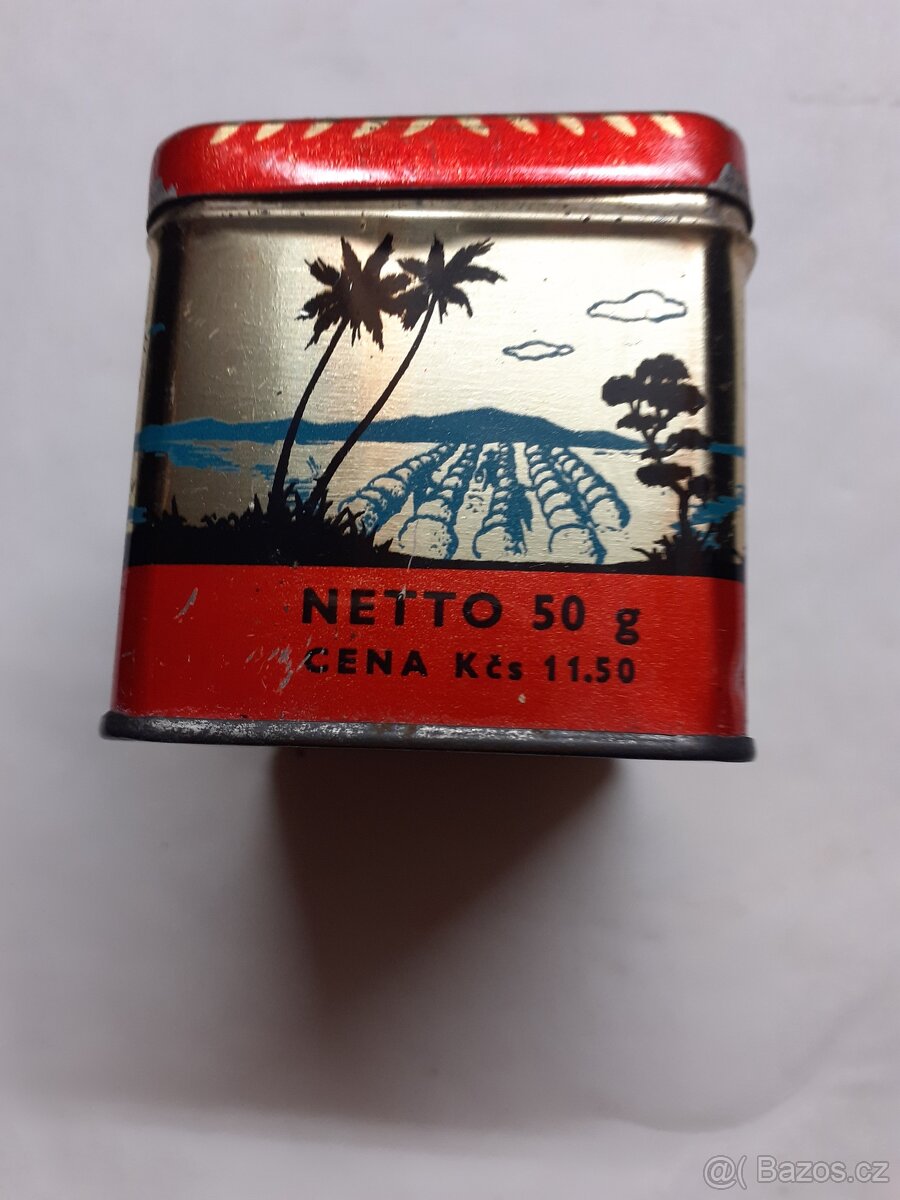 NETTO 50 g
CENA Kčs 11.50
@( Bazos.cz